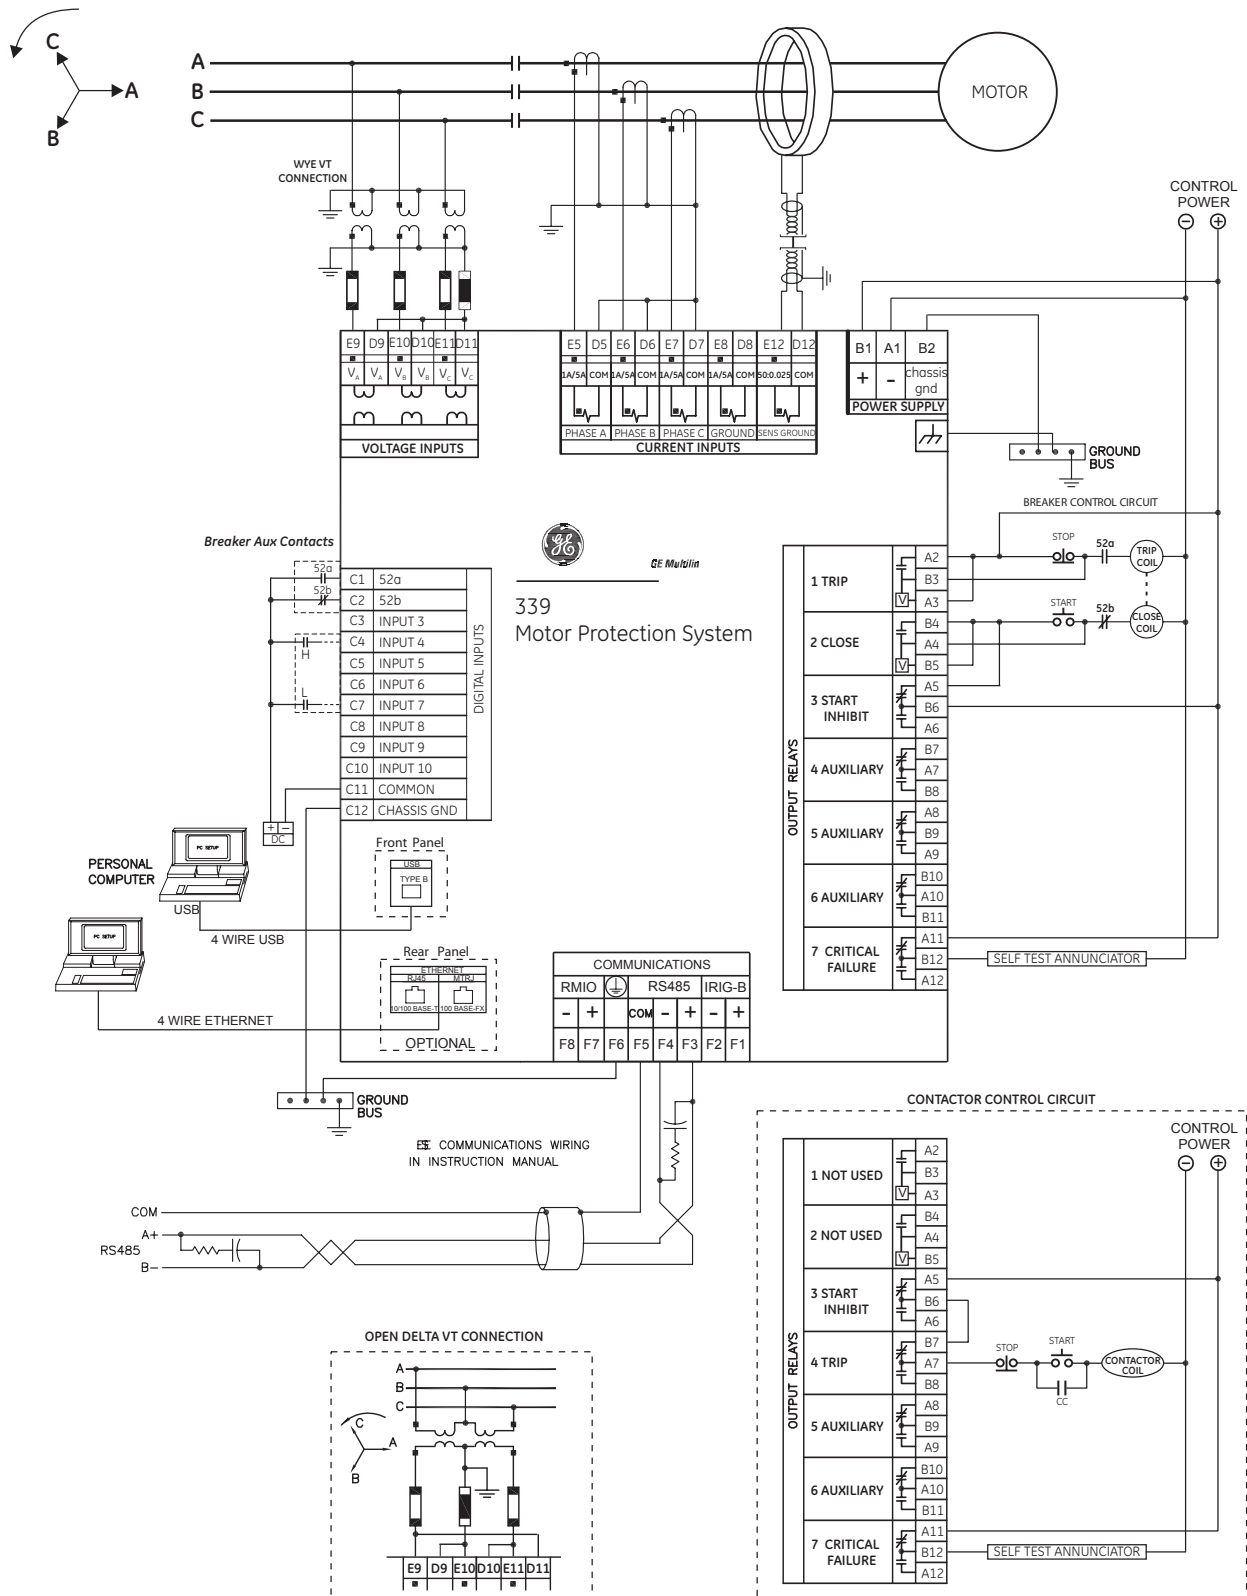 C
A
B
A
B
C
MOTOR
WYE VT
CONNECTION
CONTROL
POWER
− +
E9 D9 E10 D10 E11 D11
VA VA VB VB VC VC
VOLTAGE INPUTS
E5 D5 E6 D6 E7 D7 E8 D8 E12 D12
1A/5A COM 1A/5A COM 1A/5A COM 1A/5A COM 50:0.025 COM
PHASE A PHASE B PHASE C GROUND SENS GROUND
CURRENT INPUTS
B1 A1 B2
+ - chassis
gnd
POWER SUPPLY
GROUND
BUS
BREAKER CONTROL CIRCUIT
STOP
52a
TRIP
COIL
START
52b
CLOSE
COIL
Breaker Aux Contacts
52a
52b
H
L
C1 52a
C2 52b
C3 INPUT 3
C4 INPUT 4
C5 INPUT 5
C6 INPUT 6
C7 INPUT 7
C8 INPUT 8
C9 INPUT 9
C10 INPUT 10
C11 COMMON
C12 CHASSIS GND
DIGITAL INPUTS
+ −
DC
GE
GE Multilin
339
Motor Protection System
OUTPUT RELAYS
1 TRIP
V
A2
B3
A3
2 CLOSE
V
B4
A4
B5
3 START
INHIBIT
A5
B6
A6
4 AUXILIARY
B7
A7
B8
5 AUXILIARY
A8
B9
A9
6 AUXILIARY
B10
A10
B11
7 CRITICAL
FAILURE
A11
B12
A12
SELF TEST ANNUNCIATOR
PERSONAL
COMPUTER
PC SETUP
USB
4 WIRE USB
PC SETUP
4 WIRE ETHERNET
Front Panel
USB
TYPE B
Rear Panel
ETHERNET
RJ45 MTRJ
10/100 BASE-T 100 BASE-FX
OPTIONAL
COMMUNICATIONS
RMIO RS485 IRIG-B
- + COM - + - +
F8 F7 F6 F5 F4 F3 F2 F1
GROUND
BUS
COMMUNICATIONS WIRING
IN INSTRUCTION MANUAL
COM
A+
RS485
B−
OPEN DELTA VT CONNECTION
A
B
C
C
A
B
E9 D9 E10 D10 E11 D11
CONTACTOR CONTROL CIRCUIT
CONTROL
POWER
− +
OUTPUT RELAYS
1 NOT USED
V
A2
B3
A3
2 NOT USED
V
B4
A4
B5
3 START
INHIBIT
A5
B6
A6
4 TRIP
B7
A7
B8
STOP
START
CONTACTOR
COIL
CC
5 AUXILIARY
A8
B9
A9
6 AUXILIARY
B10
A10
B11
7 CRITICAL
FAILURE
A11
B12
A12
SELF TEST ANNUNCIATOR